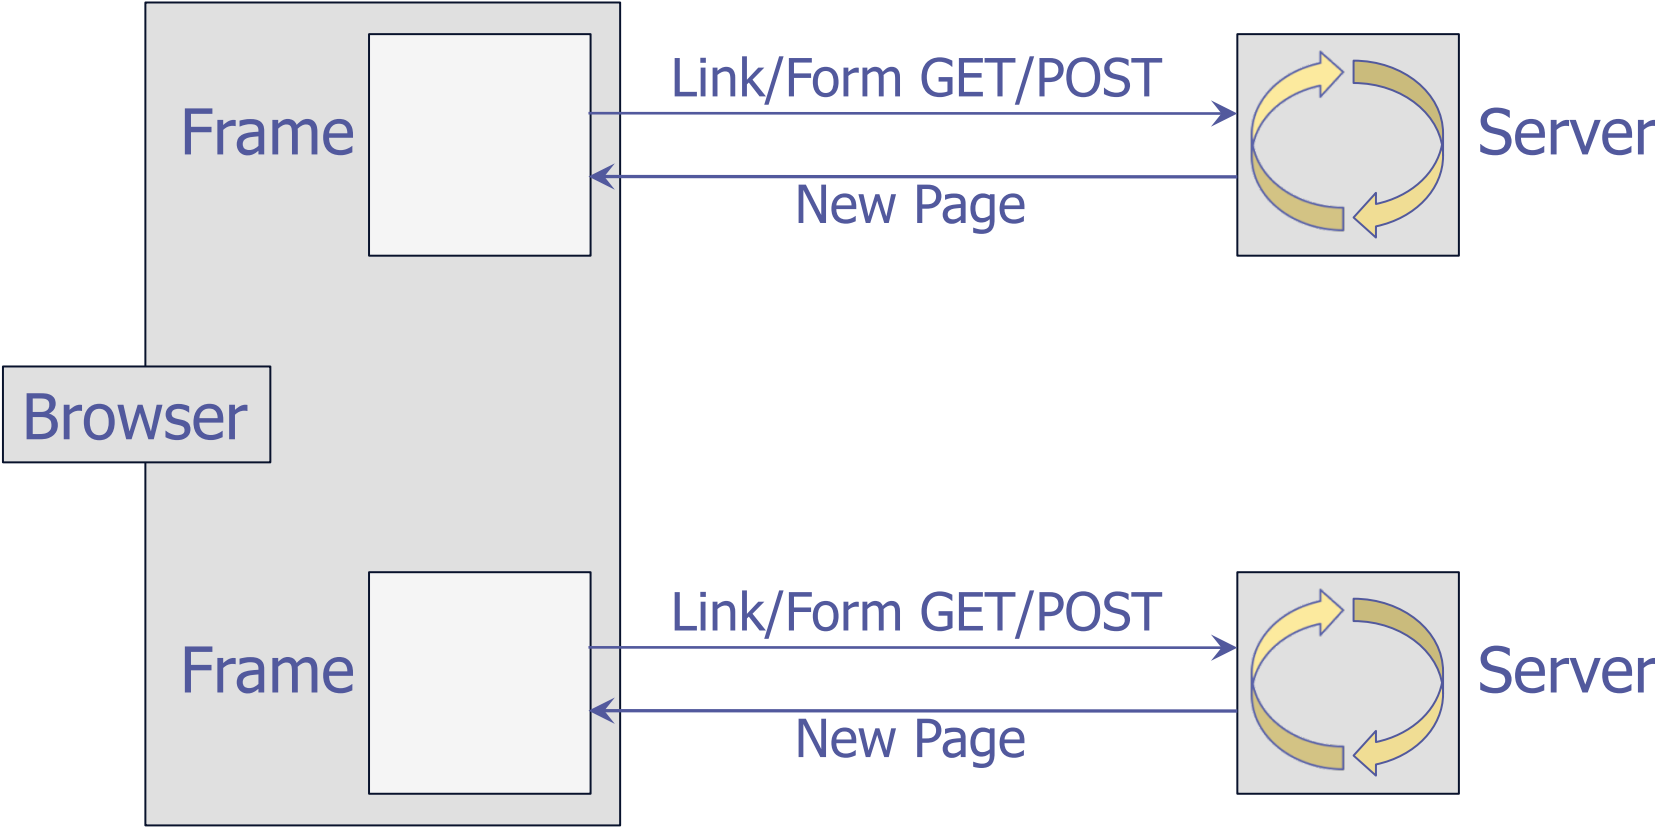 Link/Form GET/POST
Frame
Server
New Page
Browser
Link/Form GET/POST
Frame
Server
New Page